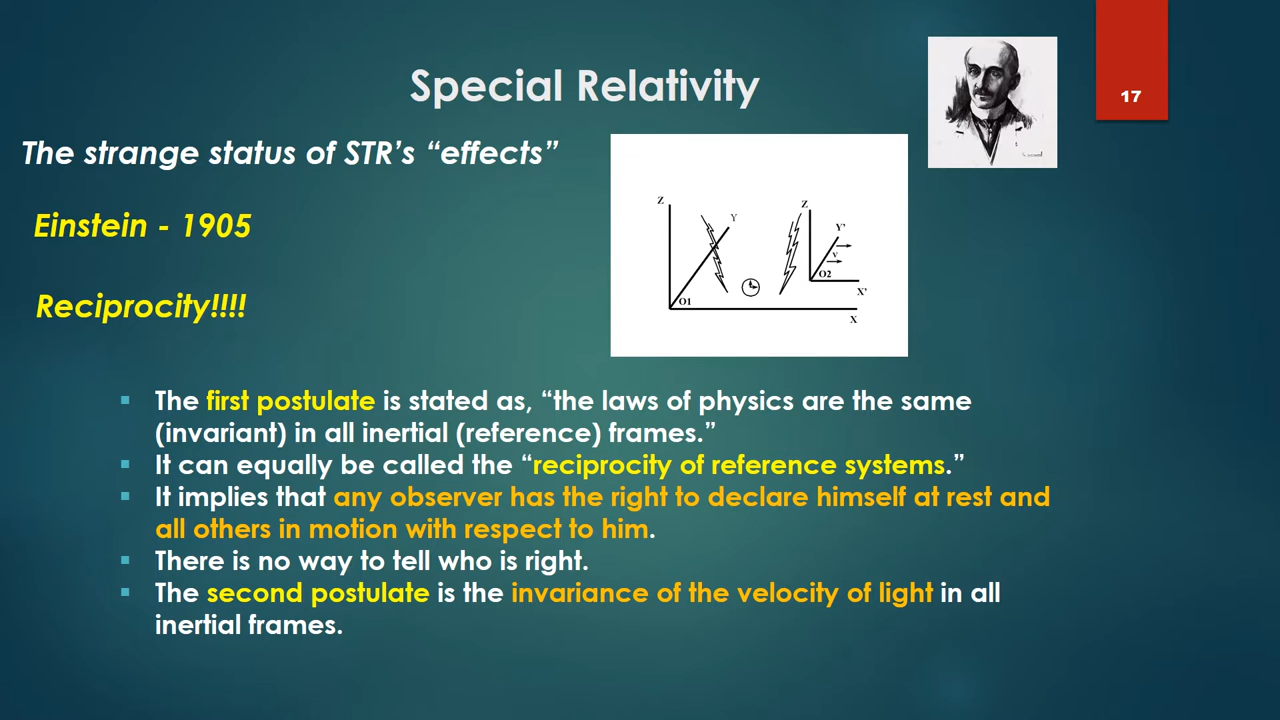 Special Relativity
17
The strange status of STR’s “effects”
Einstein - 1905
Reciprocity!!!!
Z
Y
O1
X
Z
Y'
v
O2
X'
▪ The first postulate is stated as, “the laws of physics are the same
(invariant) in all inertial (reference) frames.”
▪ It can equally be called the “reciprocity of reference systems.”
▪ It implies that any observer has the right to declare himself at rest and
all others in motion with respect to him.
▪ There is no way to tell who is right.
▪ The second postulate is the invariance of the velocity of light in all
inertial frames.